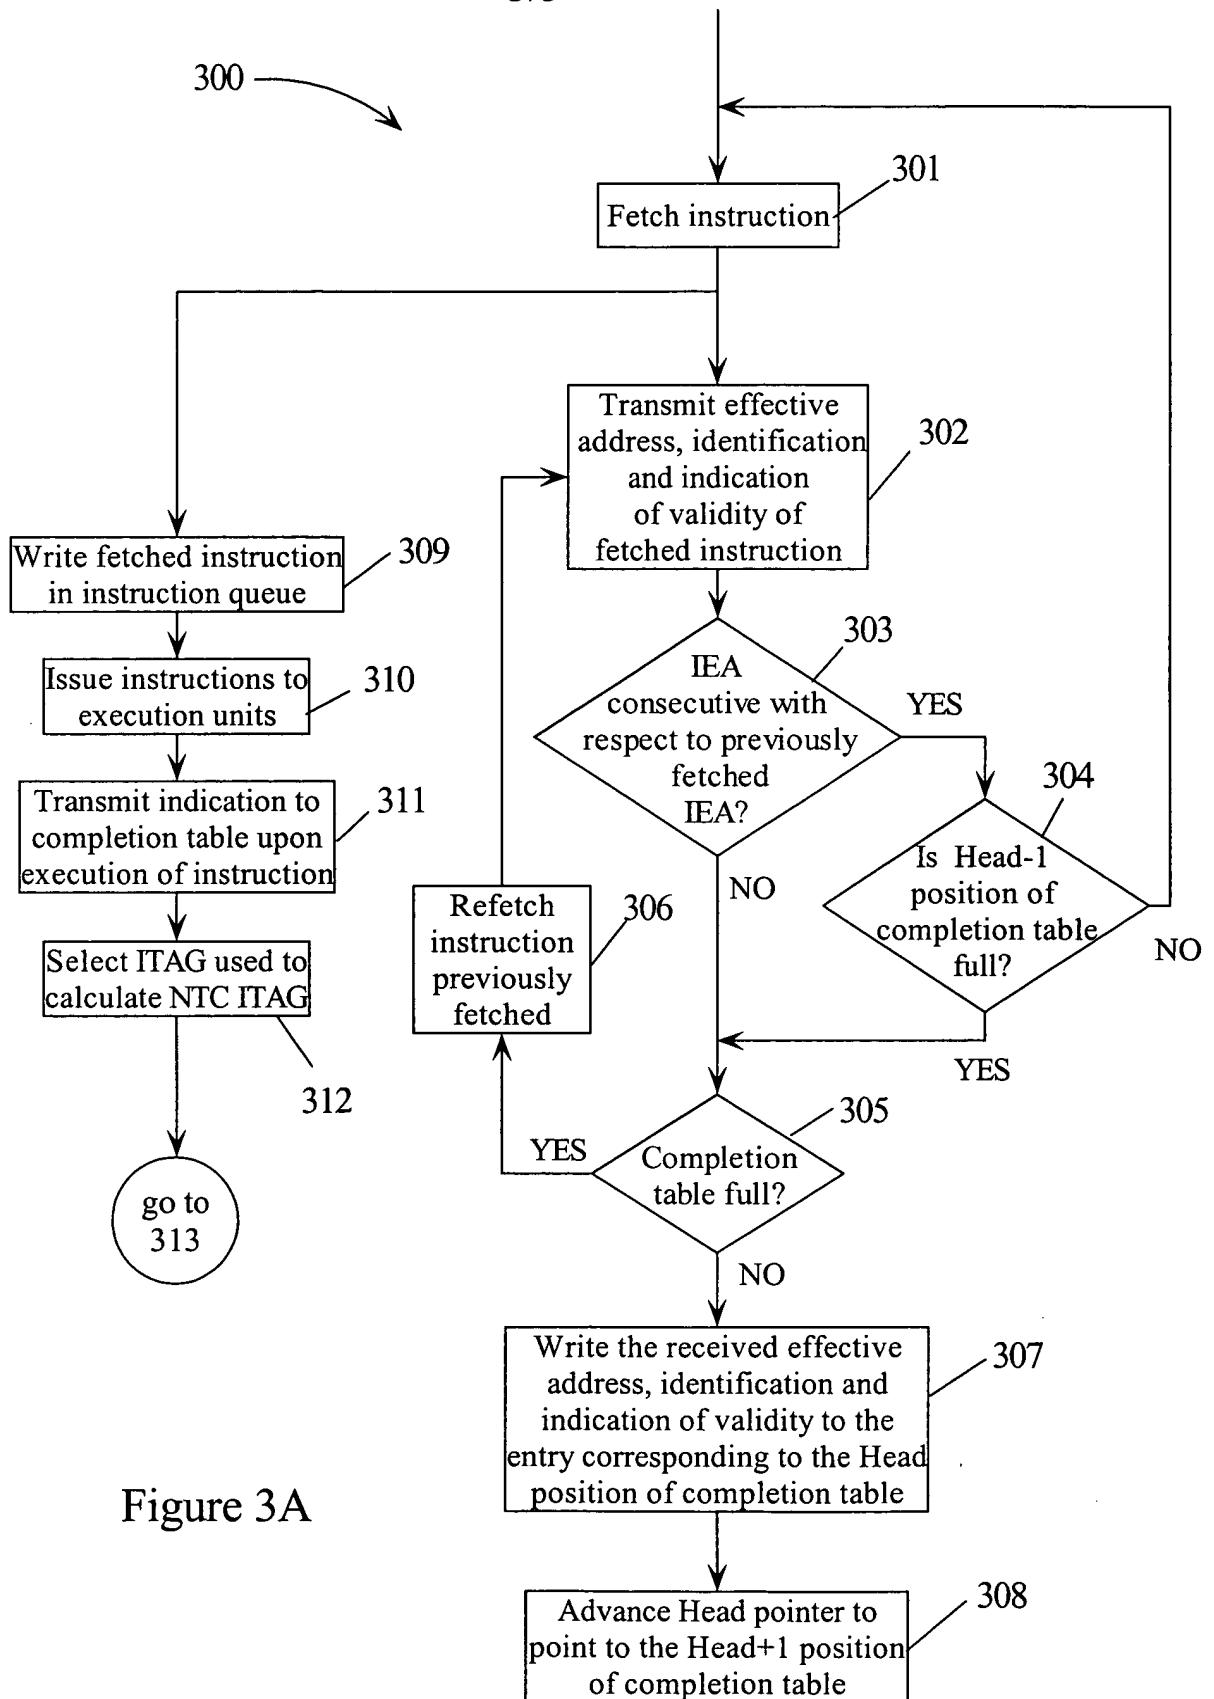 300
301
Fetch instruction
Transmit effective
address, identification
and indication
of validity of
fetched instruction
302
Write fetched instruction
in instruction queue
309
303
IEA
consecutive with
respect to previously
fetched
IEA?
YES
NO
Issue instructions to
execution units
310
304
Is Head-1
position of
completion table
full?
NO
YES
Transmit indication to
completion table upon
execution of instruction
311
Refetch
instruction
previously
fetched
306
Select ITAG used to
calculate NTC ITAG
312
305
Completion
table full?
YES
NO
go to
313
Write the received effective
address, identification and
indication of validity to the
entry corresponding to the Head
position of completion table
307
Figure 3A
Advance Head pointer to
point to the Head+1 position
of completion table
308